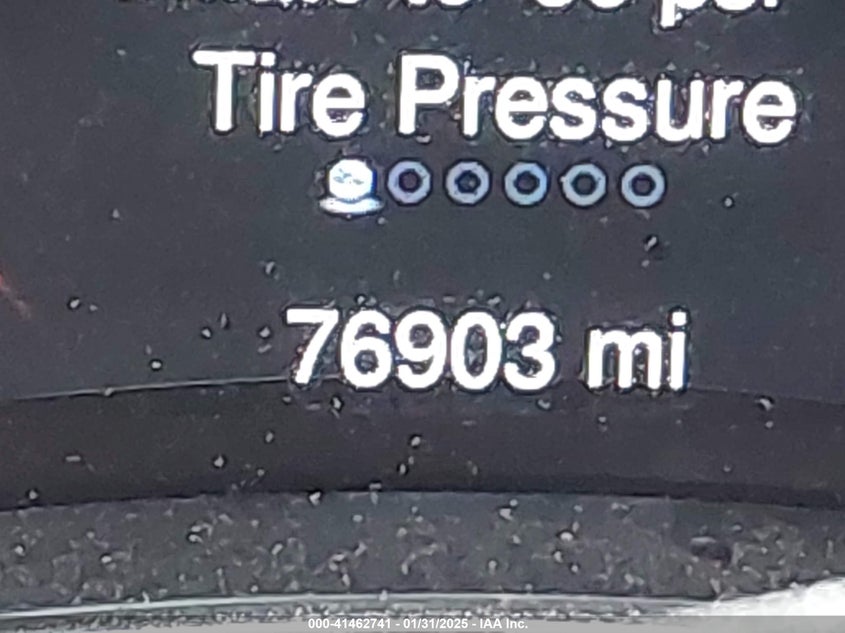 Tire Pressure
76903 mi
000-41462741 - 01/31/2025 - IAA Inc.